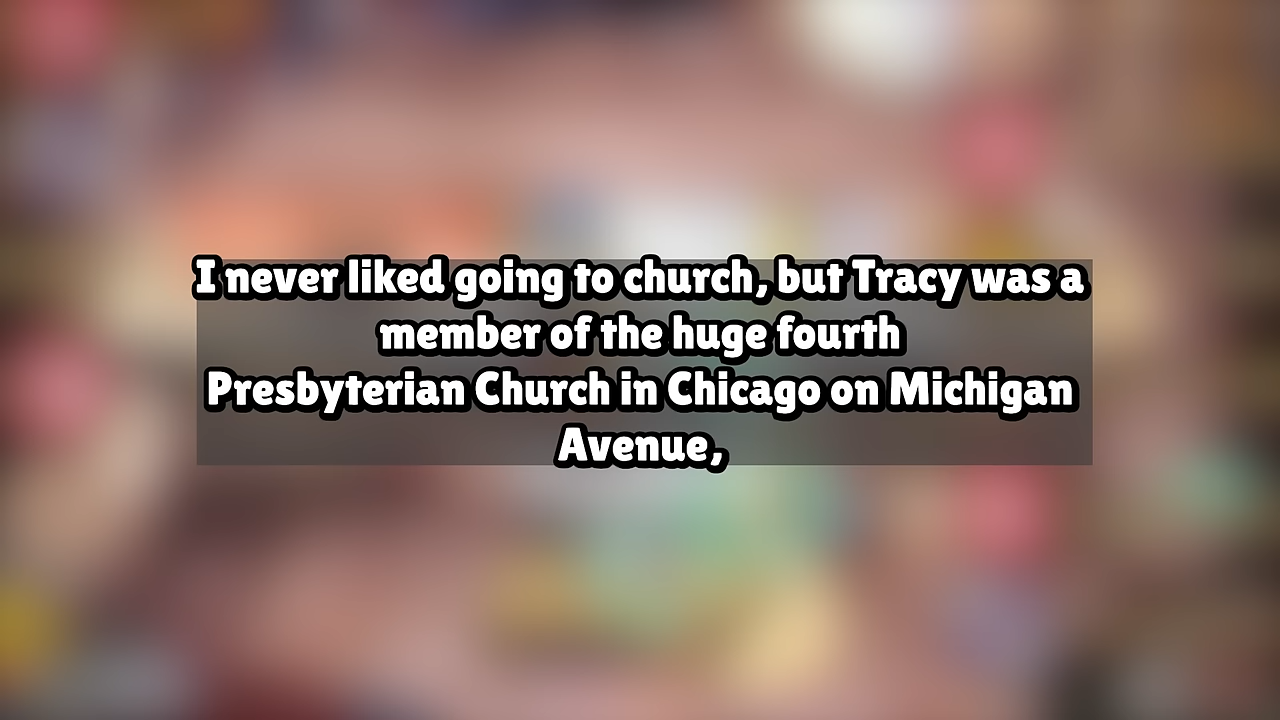 I never liked going to church, but Tracy was a
member of the huge fourth
Presbyterian Church in Chicago on Michigan
Avenue,